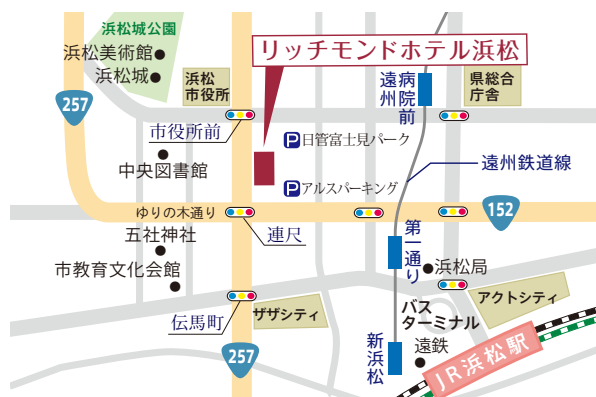 浜松城公園
浜松美術館
浜松城
257
浜松
市役所
リッチモンドホテル浜松
遠州
病院前
県総合
庁舎
市役所前
P日管富士見パーク
中央図書館
遠州鉄道線
Pアルスパーキング
ゆりの木通り
連尺
152
五社神社
第一通り
市教育文化会館
浜松局
アクトシティ
伝馬町
ザザシティ
バス
ターミナル
新浜松
遠鉄
257
JR浜松駅